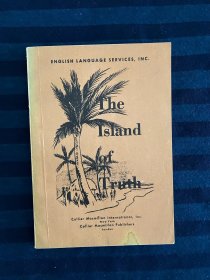 ENGLISH LANGUAGE SERVICES, INC.
The
Island
of
Truth
Collier-Macmillan International, Inc.
New York
Collier-Macmillan Publishers
London